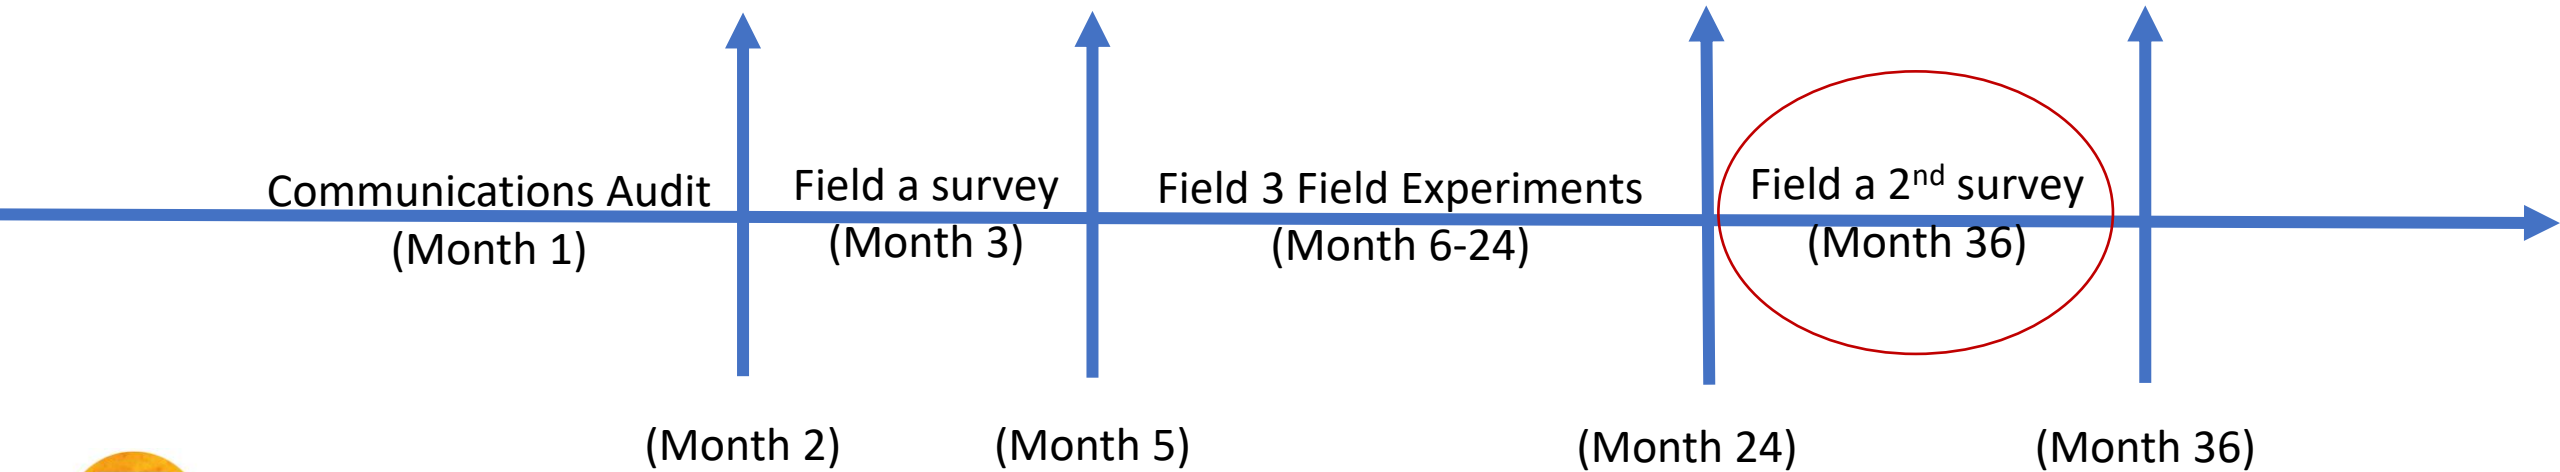 Communications Audit
(Month 1)
Field a survey
(Month 3)
Field 3 Field Experiments
(Month 6-24)
Field a 2nd survey
(Month 36)
(Month 2)
(Month 5)
(Month 24)
(Month 36)